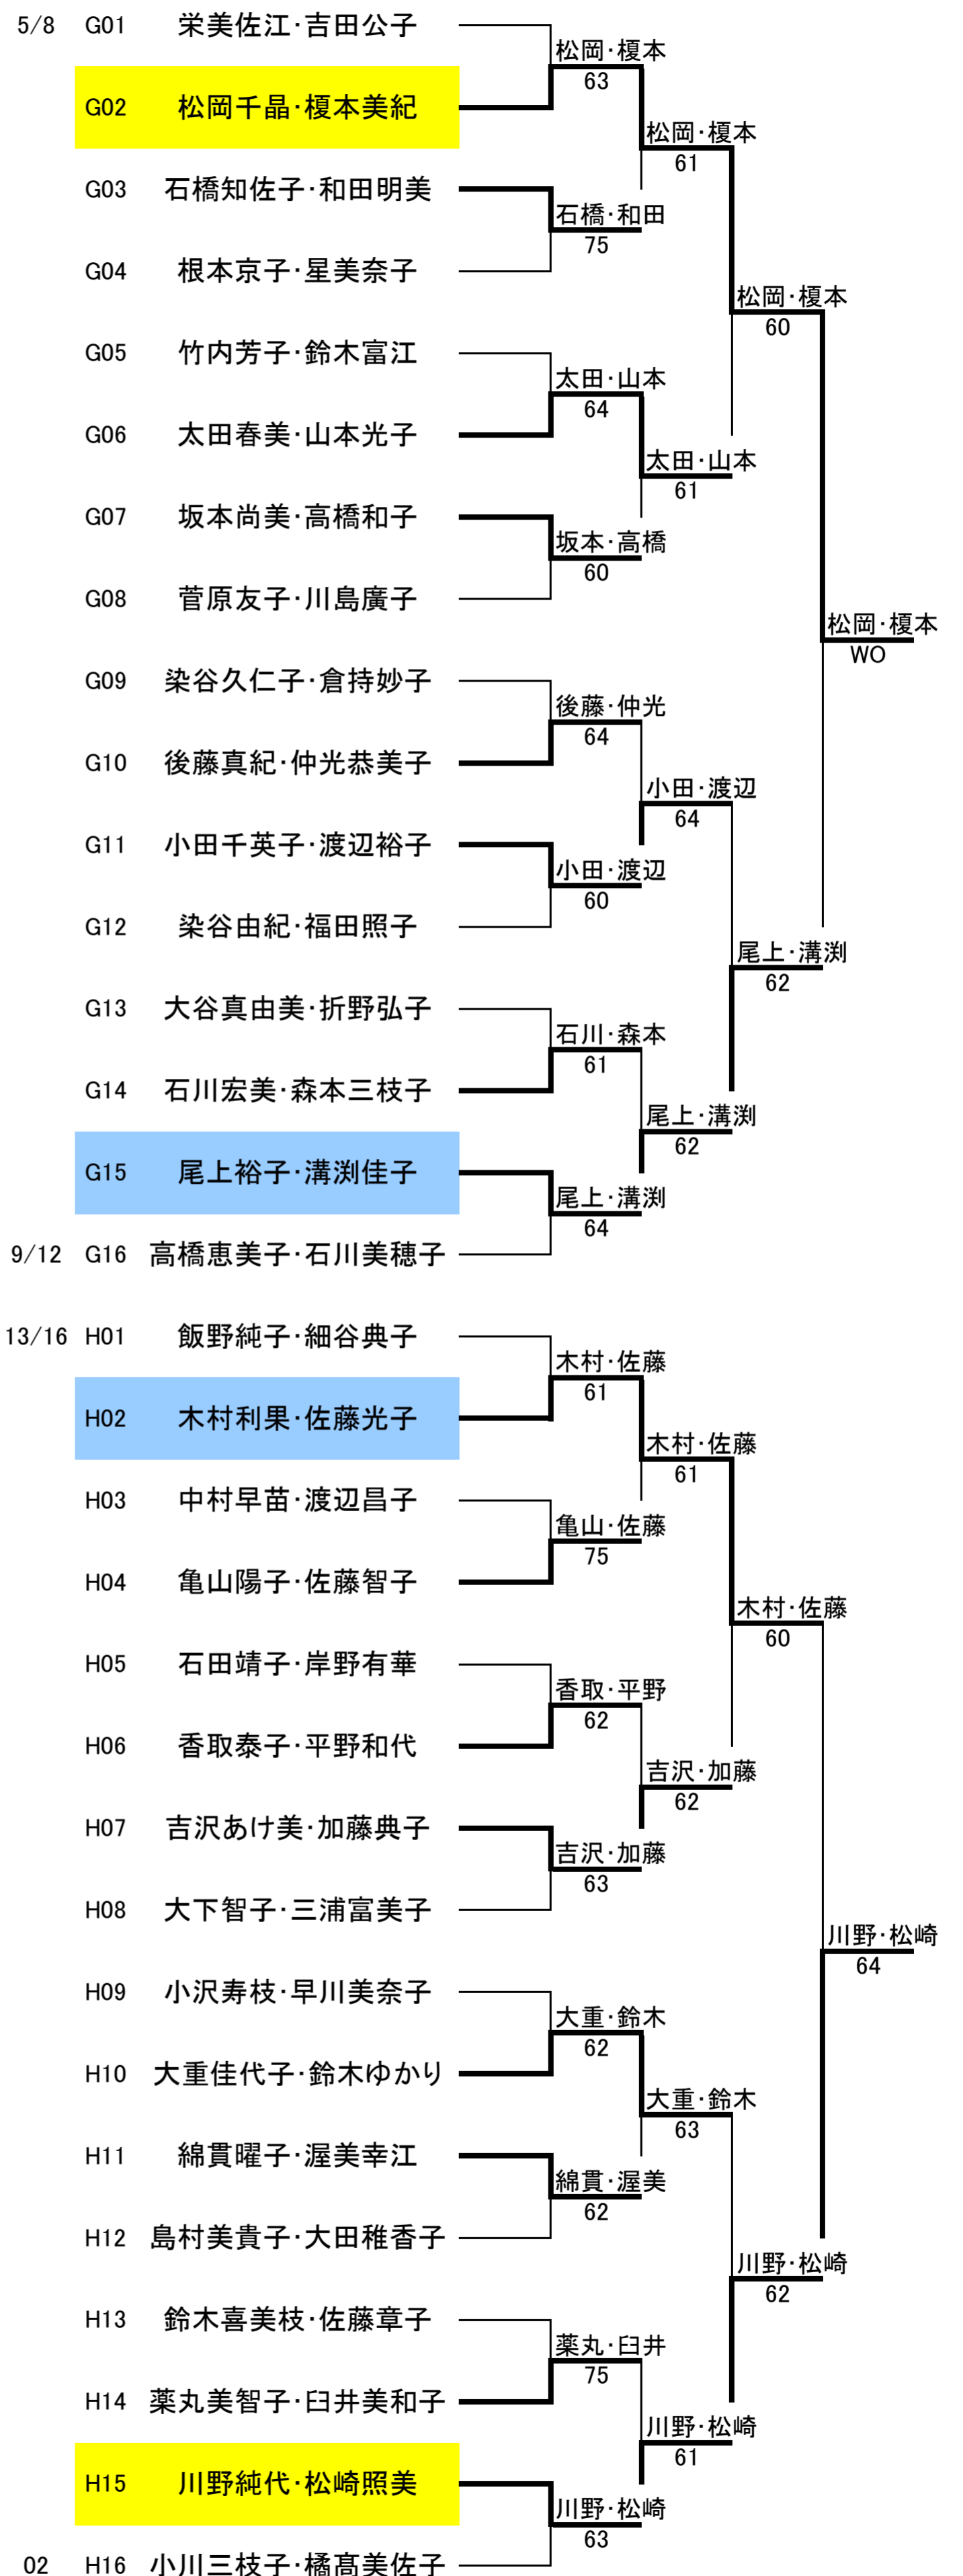 5/8 G01 栄美佐江･吉田公子
松岡･榎本
63
G02 松岡千晶･榎本美紀
松岡･榎本
61
G03 石橋知佐子･和田明美
石橋･和田
75
G04 根本京子･星美奈子
松岡･榎本
60
G05 竹内芳子･鈴木富江
太田･山本
64
G06 太田春美･山本光子
太田･山本
61
G07 坂本尚美･高橋和子
坂本･高橋
60
G08 菅原友子･川島廣子
松岡･榎本
WO
G09 染谷久仁子･倉持妙子
後藤･仲光
64
G10 後藤真紀･仲光恭美子
小田･渡辺
64
G11 小田千英子･渡辺裕子
小田･渡辺
60
G12 染谷由紀･福田照子
尾上･溝渕
62
G13 大谷真由美･折野弘子
石川･森本
61
G14 石川宏美･森本三枝子
尾上･溝渕
62
G15 尾上裕子･溝渕佳子
尾上･溝渕
64
9/12 G16 高橋恵美子･石川美穂子
13/16 H01 飯野純子･細谷典子
木村･佐藤
61
H02 木村利果･佐藤光子
木村･佐藤
61
H03 中村早苗･渡辺昌子
亀山･佐藤
75
H04 亀山陽子･佐藤智子
木村･佐藤
60
H05 石田靖子･岸野有華
香取･平野
62
H06 香取泰子･平野和代
吉沢･加藤
62
H07 吉沢あけ美･加藤典子
吉沢･加藤
63
H08 大下智子･三浦富美子
川野･松崎
64
H09 小沢寿枝･早川美奈子
大重･鈴木
62
H10 大重佳代子･鈴木ゆかり
大重･鈴木
63
H11 綿貫曜子･渥美幸江
綿貫･渥美
62
H12 島村美貴子･大田稚香子
川野･松崎
62
H13 鈴木喜美枝･佐藤章子
薬丸･臼井
75
H14 薬丸美智子･臼井美和子
川野･松崎
61
H15 川野純代･松崎照美
川野･松崎
63
02 H16 小川三枝子･橘髙美佐子